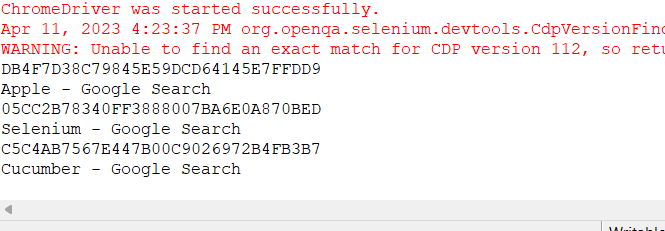 ChromeDriver was started successfully.
Apr 11, 2023 4:23:37 PM org.openqa.selenium.devtools.CdpVersionFind
WARNING: Unable to find an exact match for CDP version 112, so retu
DB4F7D38C79845E59DCD64145E7FFDD9
Apple - Google Search
05CC2B78340FF3888007BA6E0A870BED
Selenium - Google Search
C5C4AB7567E447B00C9026972B4FB3B7
Cucumber - Google Search
Writable